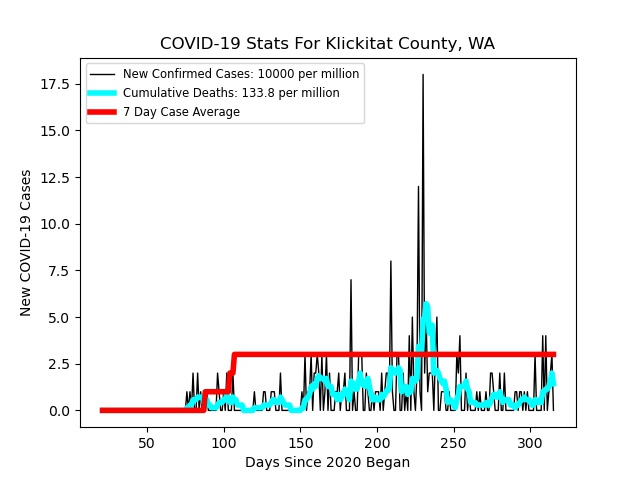 COVID-19 Stats For Klickitat County, WA
New Confirmed Cases: 10000 per million
Cumulative Deaths: 133.8 per million
7 Day Case Average
New COVID-19 Cases
17.5
15.0
12.5
10.0
7.5
5.0
2.5
0.0
50 100 150 200 250 300
Days Since 2020 Began